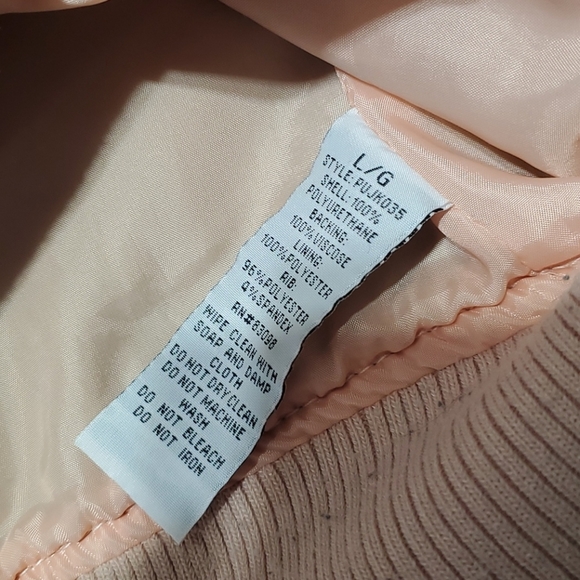 L/G
STYLE: PUJK035
SHELL: 100%
POLYURETHANE
BACKING:
100% VISCOSE
LINING:
100% POLYESTER
RIB:
96% POLYESTER
4% SPANDEX
RN# 63098
WIPE CLEAN WITH
SOAP AND DAMP
CLOTH
DO NOT DRY CLEAN
DO NOT MACHINE
WASH
DO NOT BLEACH
DO NOT IRON